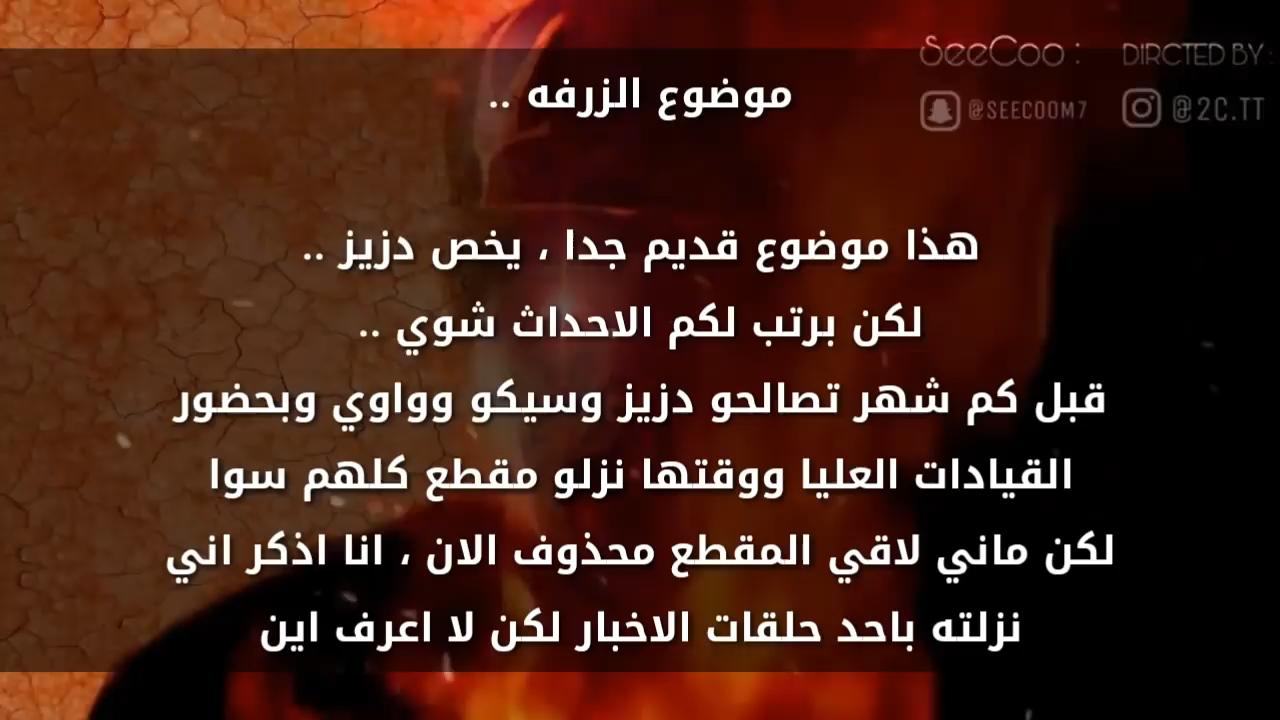 SeeCoo : DIRCTED BY :
@SEECOOM7 @2C.TT
موضوع الزرفه ..
هذا موضوع قديم جدا ، يخص دزيز ..
لكن برتب لكم الاحداث شوي ..
قبل كم شهر تصالحو دزيز وسيكو وواوي وبحضور
القيادات العليا ووقتها نزلو مقطع كلهم سوا
لكن ماني لاقي المقطع محذوف الان ، انا اذكر اني
نزلته باحد حلقات الاخبار لكن لا اعرف اين